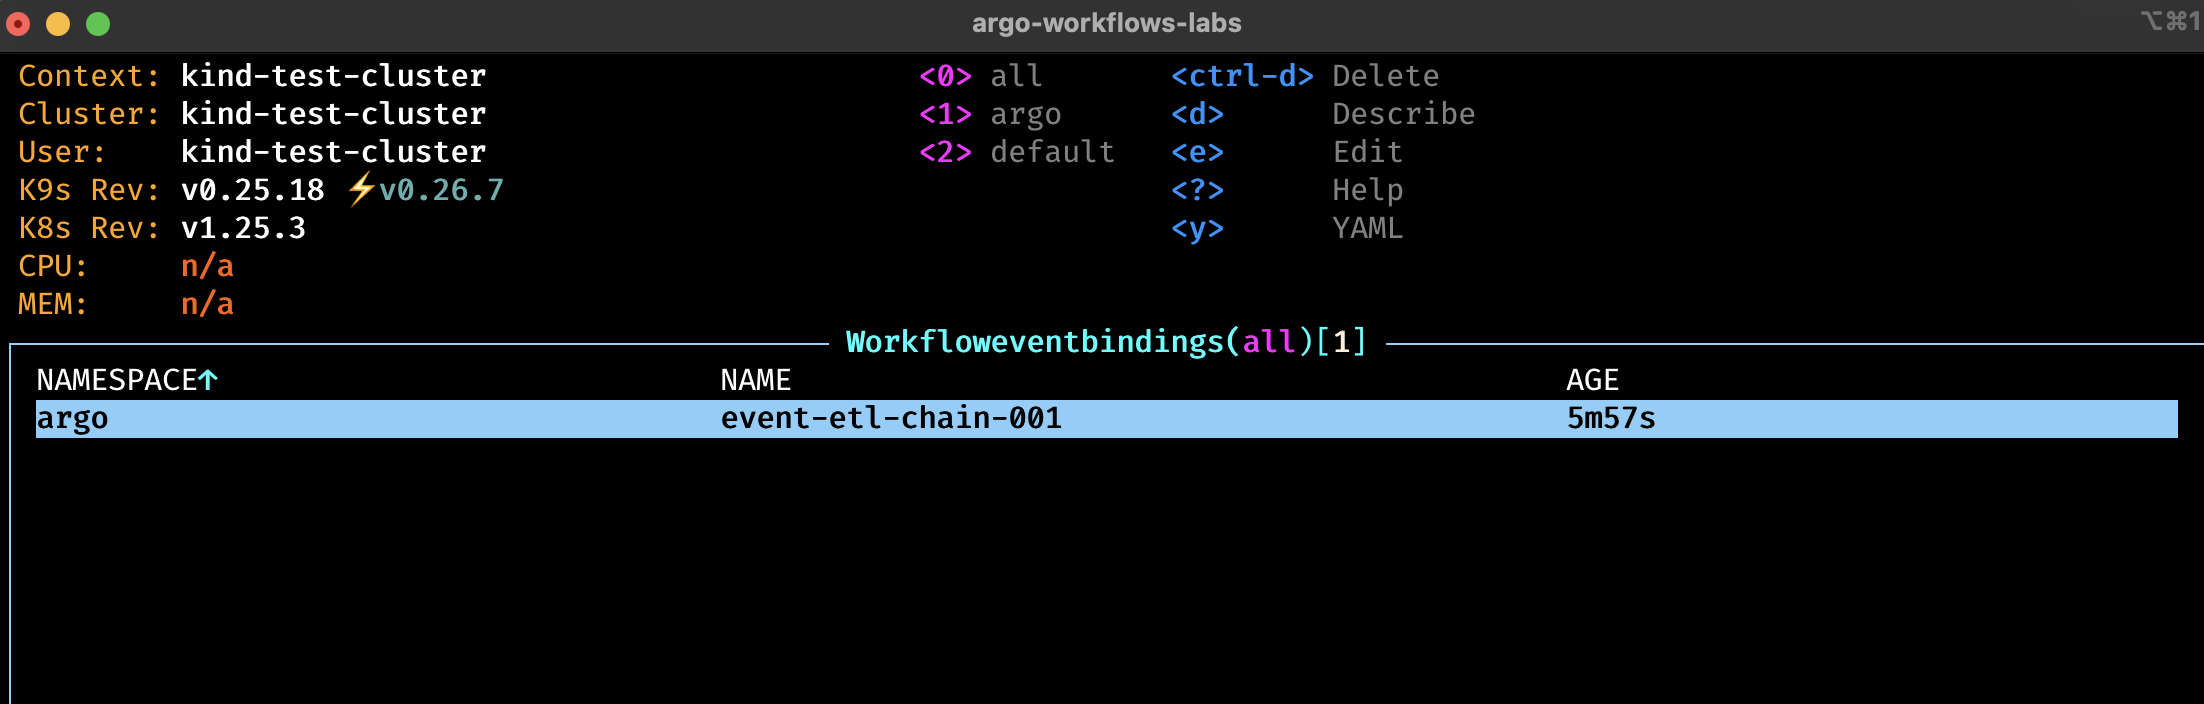 argo-workflows-labs ⌥⌘1
Context: kind-test-cluster <0> all <ctrl-d> Delete
Cluster: kind-test-cluster <1> argo <d> Describe
User: kind-test-cluster <2> default <e> Edit
K9s Rev: v0.25.18 ⚡v0.26.7 <?> Help
K8s Rev: v1.25.3 <y> YAML
CPU: n/a
MEM: n/a
Workfloweventbindings(all)[1]
NAMESPACE↑ NAME AGE
argo event-etl-chain-001 5m57s